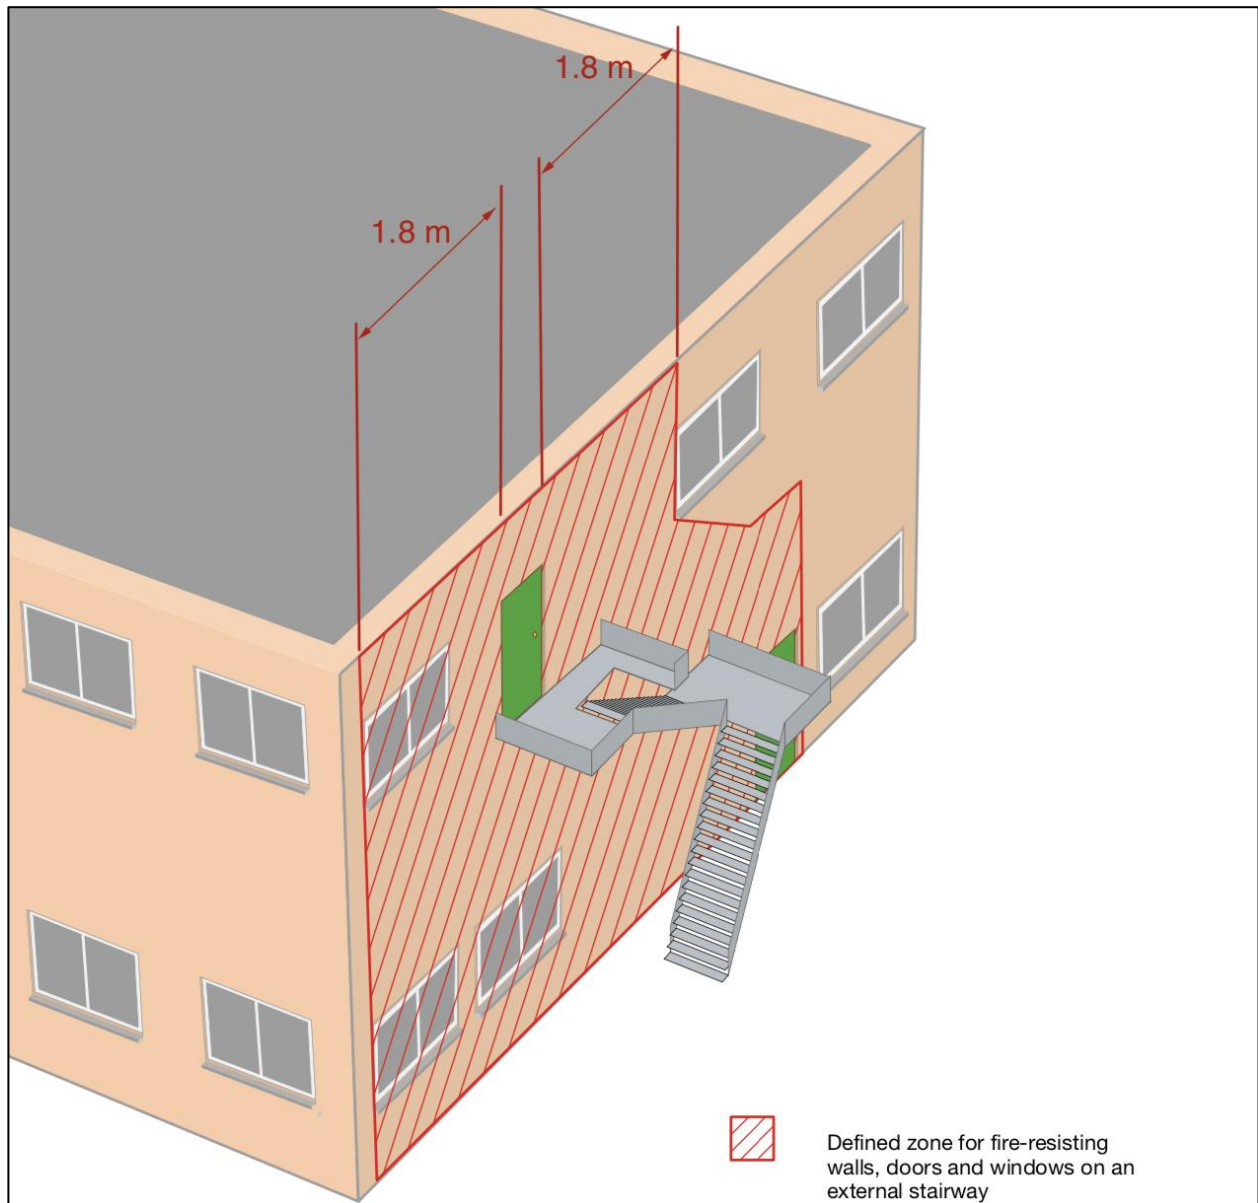 1.8 m
1.8 m
Defined zone for fire-resisting
walls, doors and windows on an
external stairway